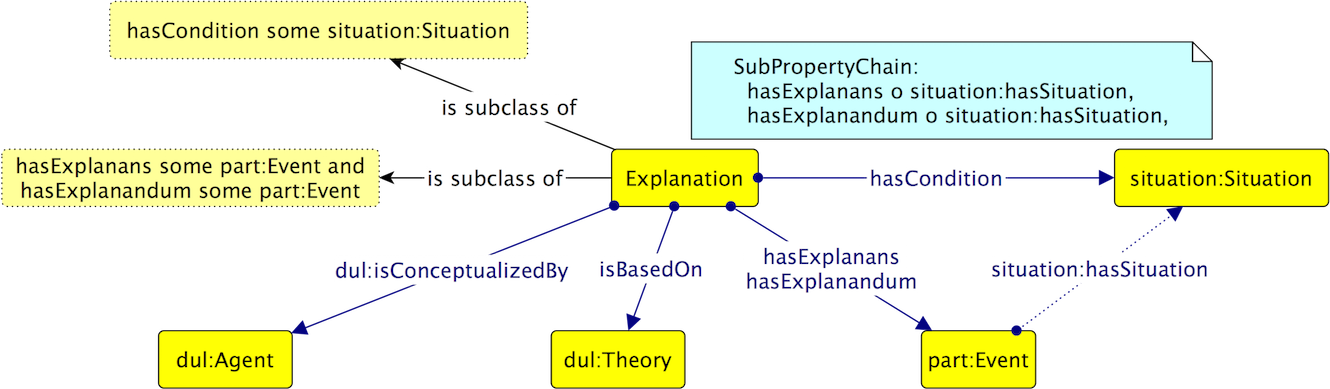 hasCondition some situation:Situation
SubPropertyChain:
hasExplanans o situation:hasSituation,
hasExplanandum o situation:hasSituation,
is subclass of
hasExplanans some part:Event and
hasExplanandum some part:Event
is subclass of
Explanation
hasCondition
situation:Situation
dul:isConceptualizedBy
isBasedOn
hasExplanans
hasExplanandum
situation:hasSituation
dul:Agent
dul:Theory
part:Event